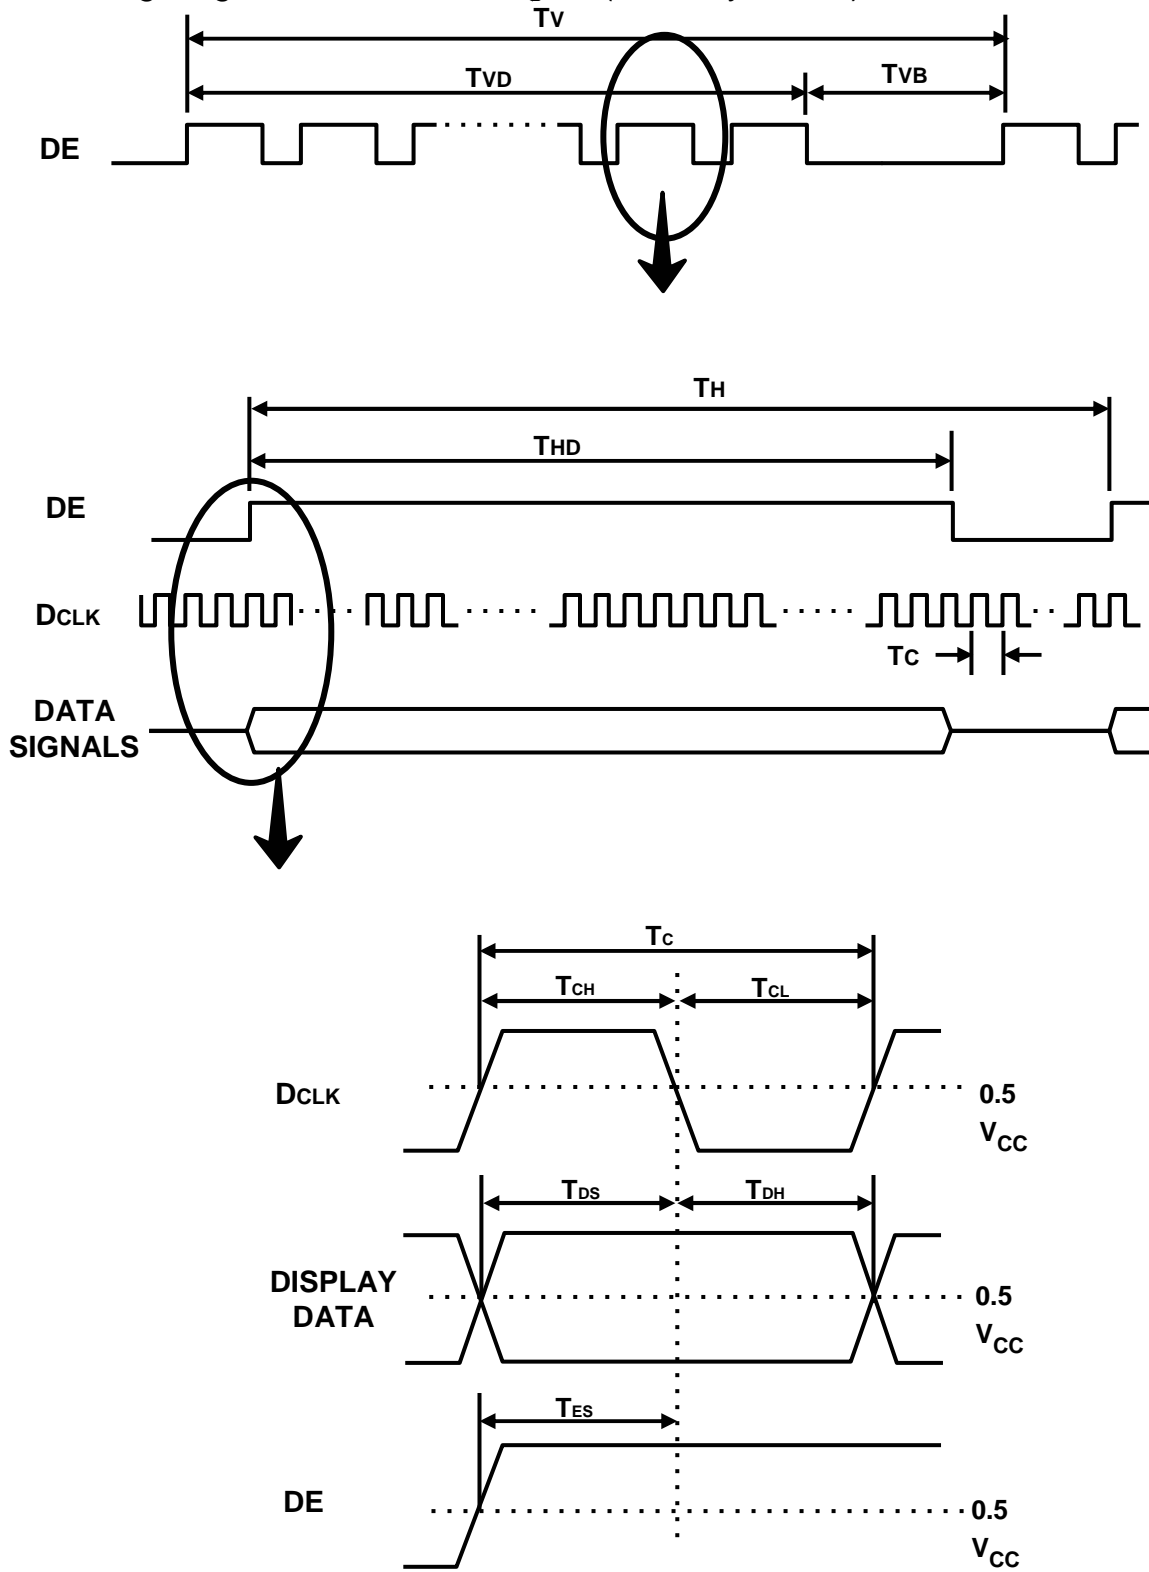 TV
TVD
TVB
DE
TH
THD
DE
DCLK
TC
DATA
SIGNALS
TC
TCH
TCL
DCLK
0.5
VCC
TDS
TDH
DISPLAY
DATA
0.5
VCC
TES
DE
0.5
VCC